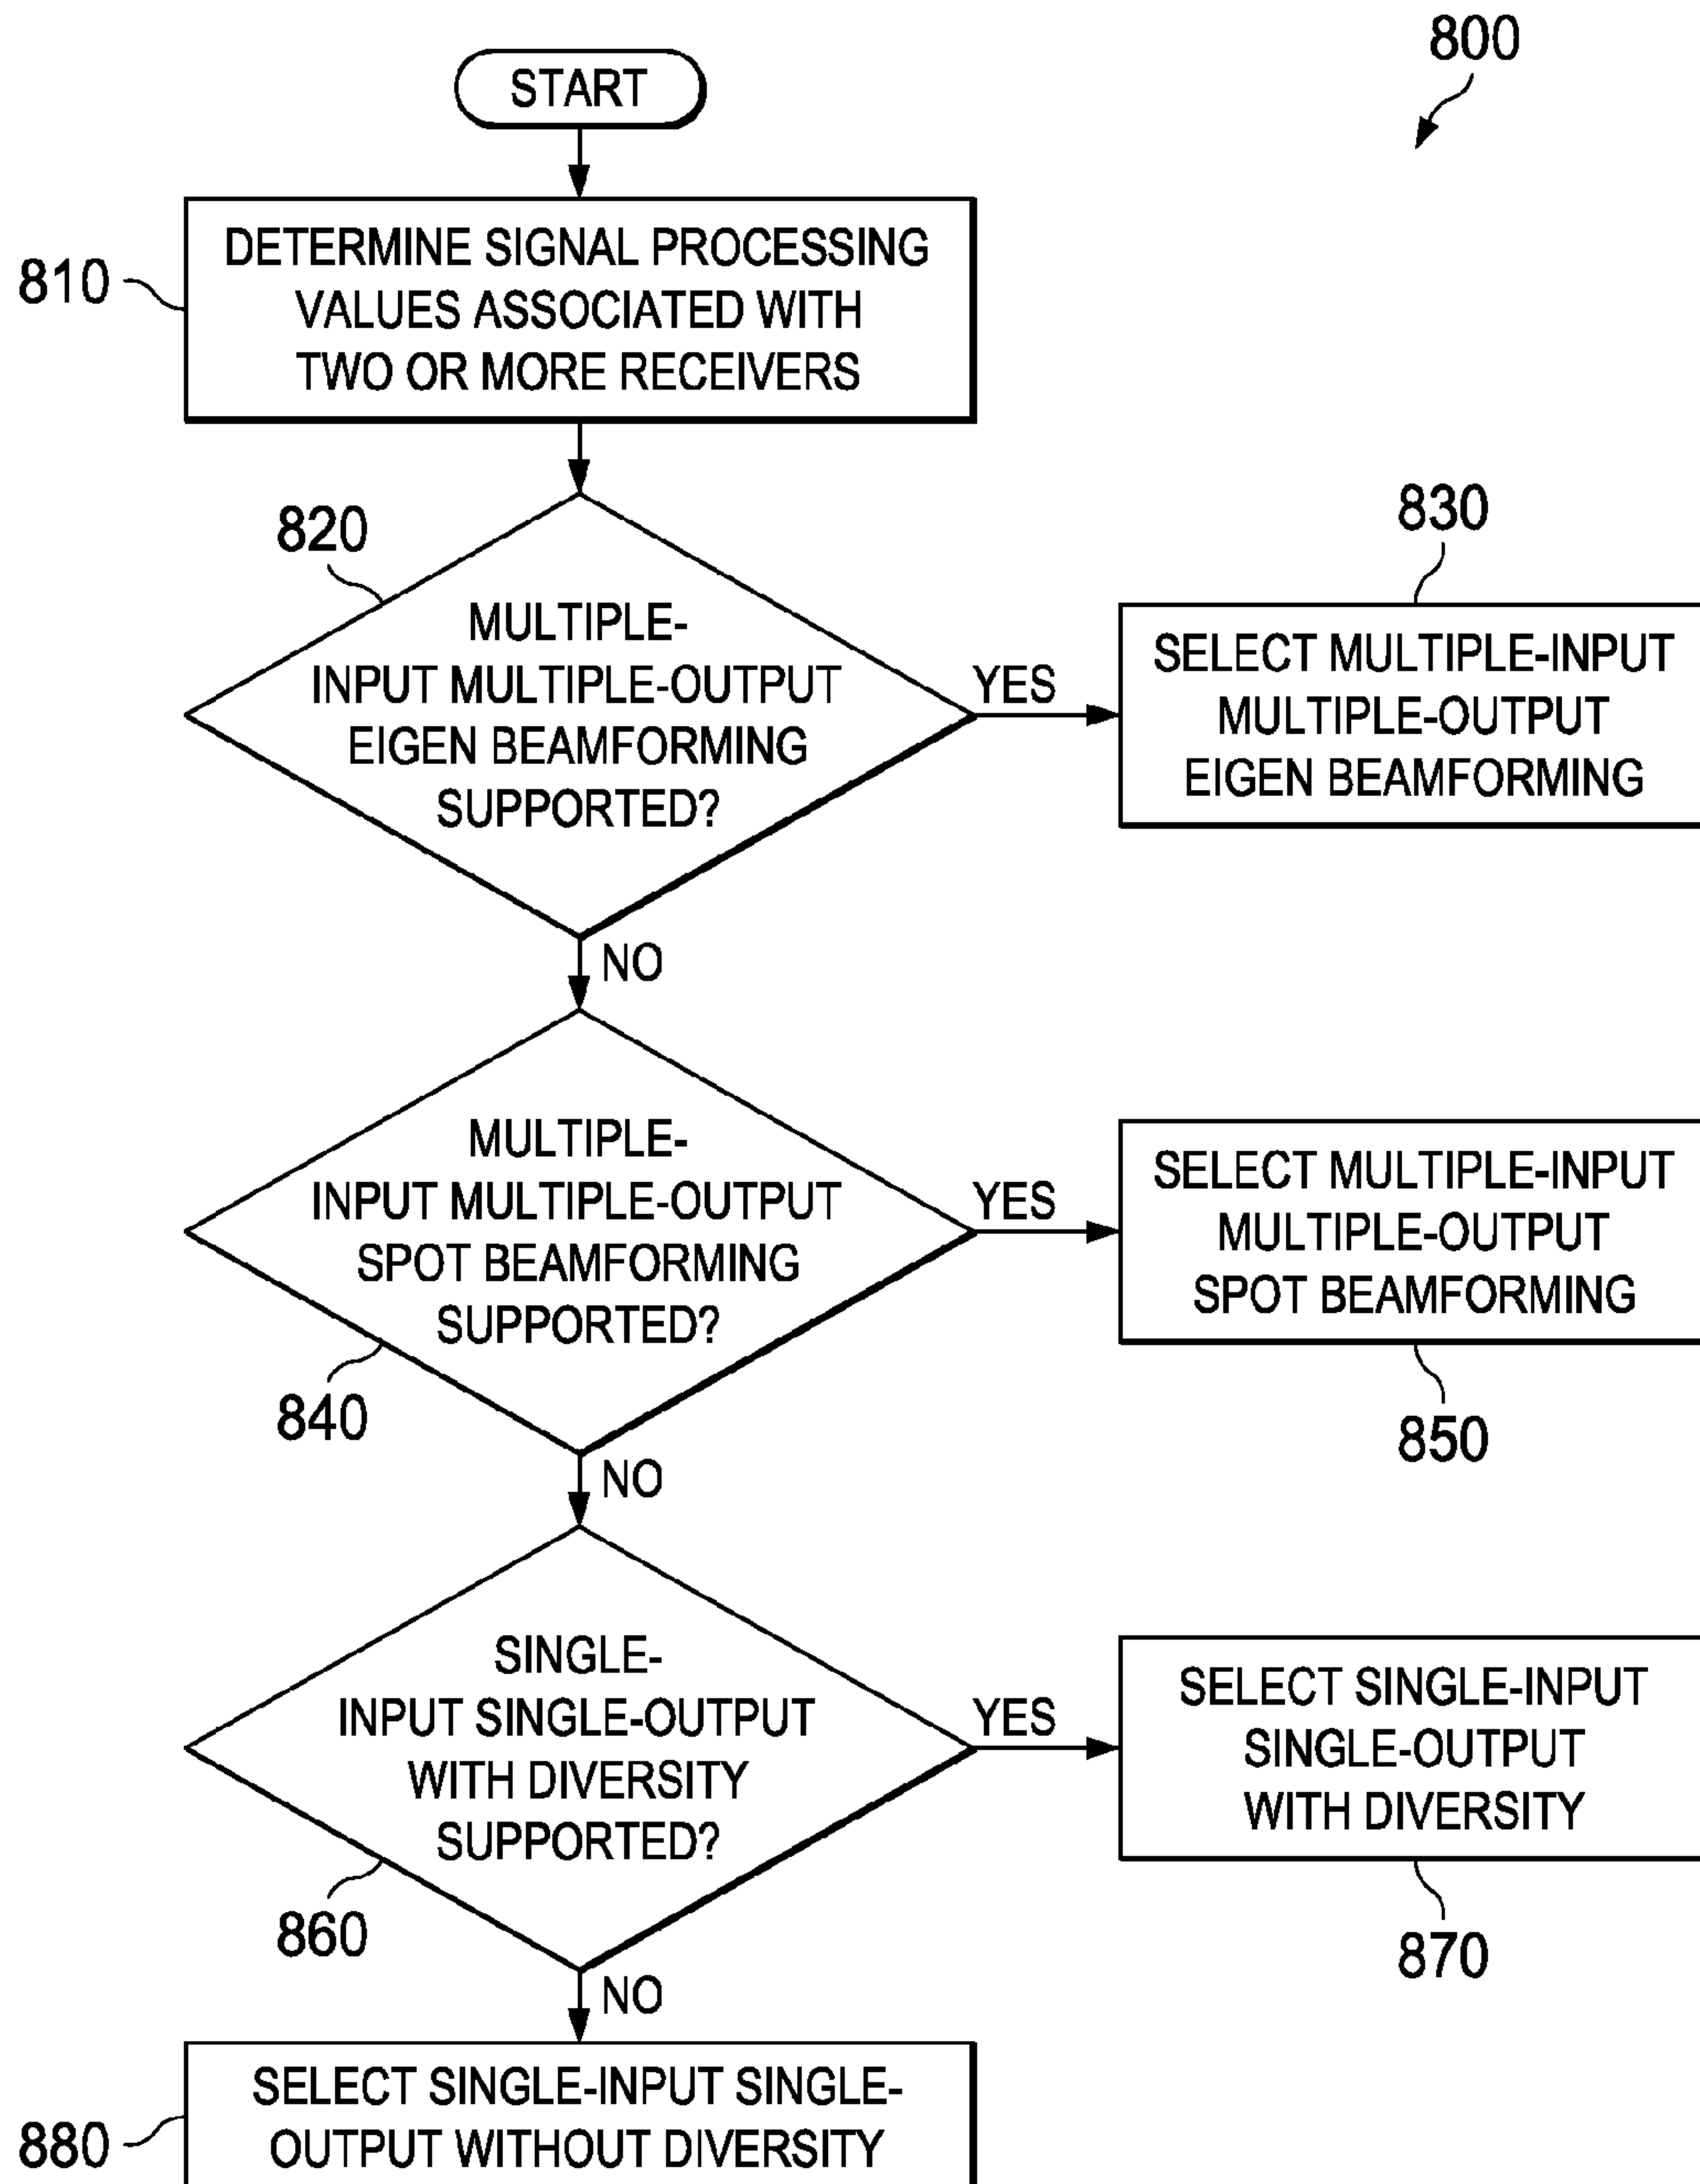 800
START
810
DETERMINE SIGNAL PROCESSING
VALUES ASSOCIATED WITH
TWO OR MORE RECEIVERS
820
MULTIPLE-
INPUT MULTIPLE-OUTPUT
EIGEN BEAMFORMING
SUPPORTED?
YES
830
SELECT MULTIPLE-INPUT
MULTIPLE-OUTPUT
EIGEN BEAMFORMING
NO
MULTIPLE-
INPUT MULTIPLE-OUTPUT
SPOT BEAMFORMING
SUPPORTED?
840
YES
SELECT MULTIPLE-INPUT
MULTIPLE-OUTPUT
SPOT BEAMFORMING
850
NO
SINGLE-
INPUT SINGLE-OUTPUT
WITH DIVERSITY
SUPPORTED?
860
YES
SELECT SINGLE-INPUT
SINGLE-OUTPUT
WITH DIVERSITY
870
NO
880
SELECT SINGLE-INPUT SINGLE-
OUTPUT WITHOUT DIVERSITY